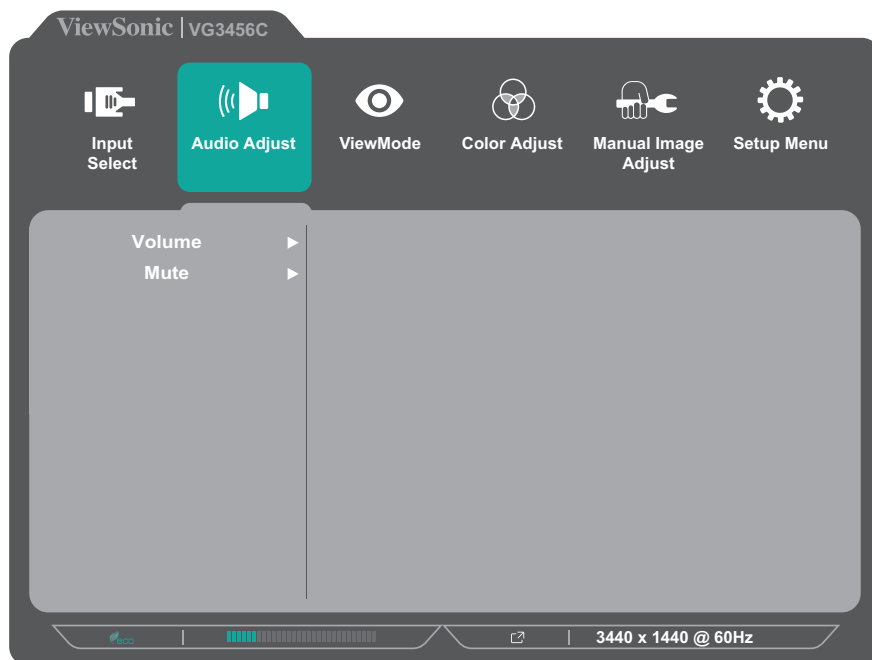 ViewSonic | VG3456C
Input Select
Audio Adjust
ViewMode
Color Adjust
Manual Image Adjust
Setup Menu
Volume
Mute
eco
3440 x 1440 @ 60Hz